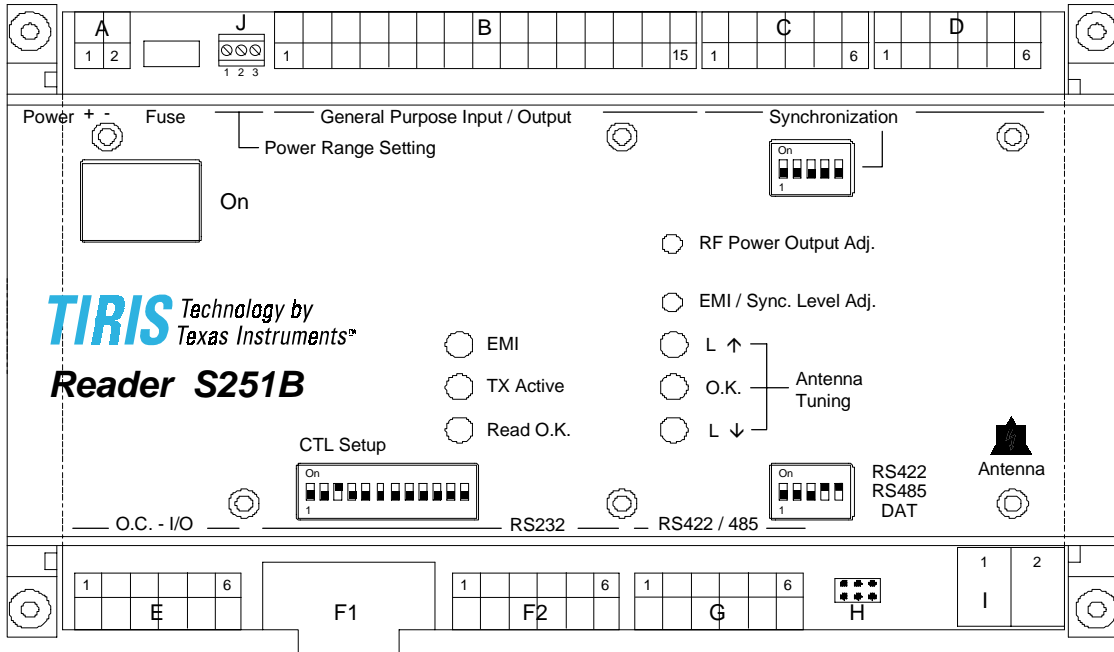 A J B C D
1 2 1 15 1 6 1 6
1 2 3
Power + - Fuse General Purpose Input / Output Synchronization
Power Range Setting
On
1
On
RF Power Output Adj.
EMI / Sync. Level Adj.
TIRIS Technology by
Texas Instruments™
Reader S251B
EMI
TX Active
Read O.K.
L ↑
O.K.
L ↓
Antenna
Tuning
CTL Setup
On
1
On
1
RS422
RS485
DAT
Antenna
O.C. - I/O RS232 RS422 / 485
1 6 1 6 1 6 1 2
E F1 F2 G H I